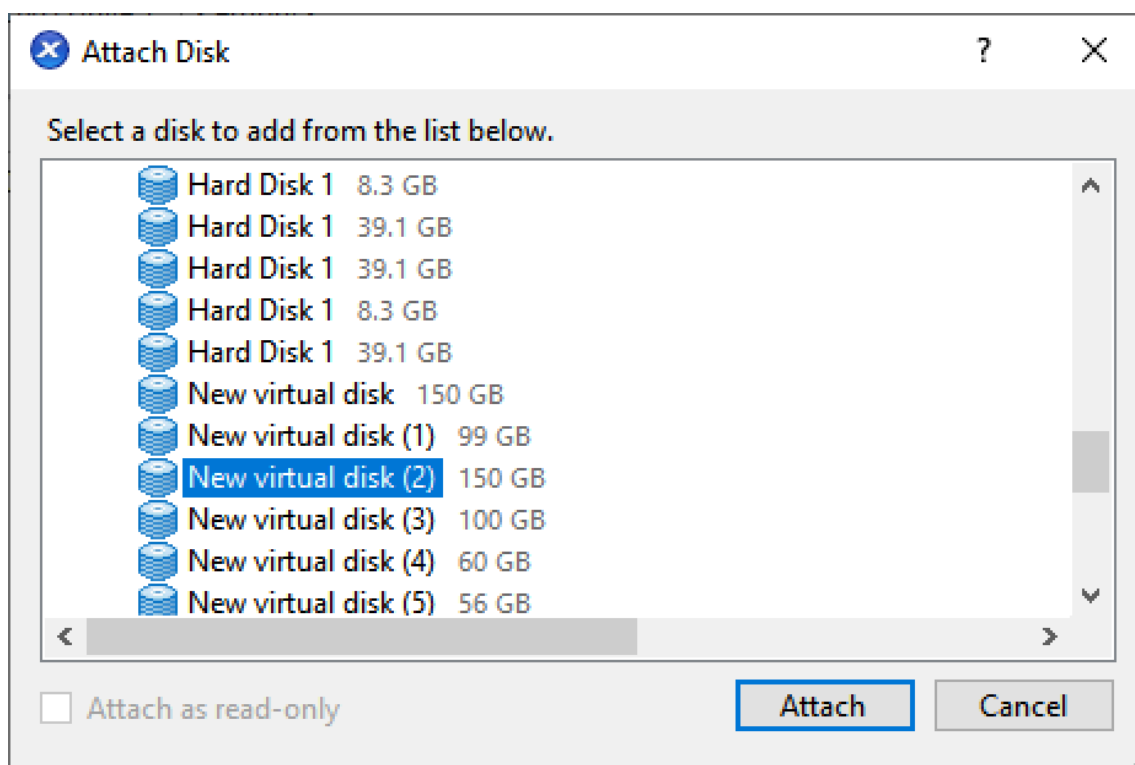 Attach Disk ?
Select a disk to add from the list below.
Hard Disk 1 8.3 GB
Hard Disk 1 39.1 GB
Hard Disk 1 39.1 GB
Hard Disk 1 8.3 GB
Hard Disk 1 39.1 GB
New virtual disk 150 GB
New virtual disk (1) 99 GB
New virtual disk (2) 150 GB
New virtual disk (3) 100 GB
New virtual disk (4) 60 GB
New virtual disk (5) 56 GB
Attach as read-only
Attach Cancel